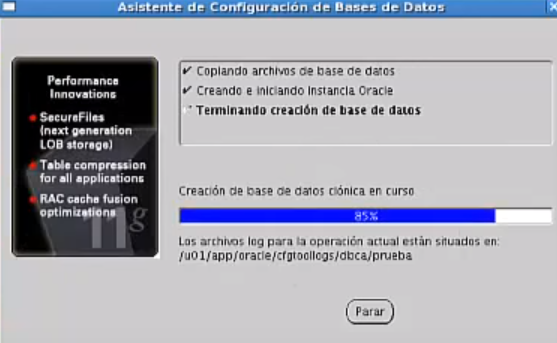 Asistente de Configuración de Bases de Datos
Performance
Innovations
SecureFiles
(next generation
LOB storage)
Table compression
for all applications
RAC cache fusion
optimizations
11g
Copiando archivos de base de datos
Creando e iniciando instancia Oracle
Terminando creación de base de datos
Creación de base de datos clónica en curso
85%
Los archivos log para la operación actual están situados en:
/u01/app/oracle/cfgtoollogs/dbca/prueba
Parar